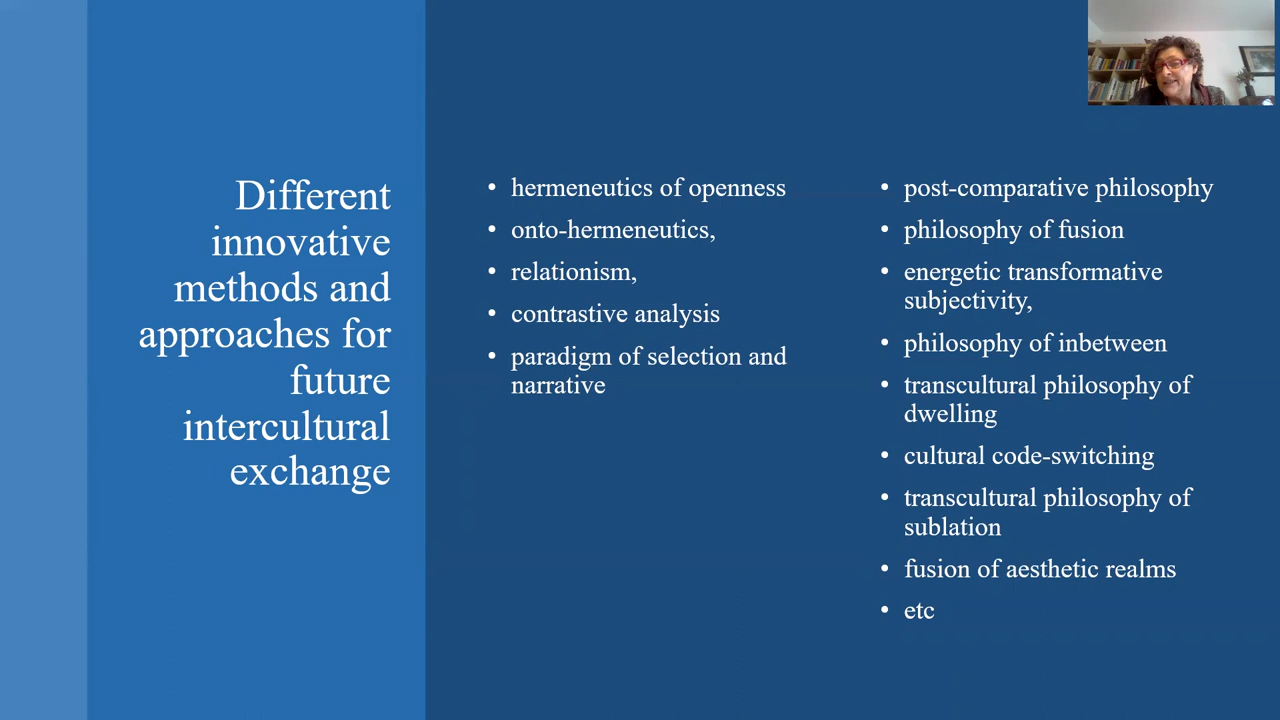 Different
innovative
methods and
approaches for
future
intercultural
exchange
• hermeneutics of openness
• onto-hermeneutics,
• relationism,
• contrastive analysis
• paradigm of selection and
narrative
• post-comparative philosophy
• philosophy of fusion
• energetic transformative
subjectivity,
• philosophy of inbetween
• transcultural philosophy of
dwelling
• cultural code-switching
• transcultural philosophy of
sublation
• fusion of aesthetic realms
• etc